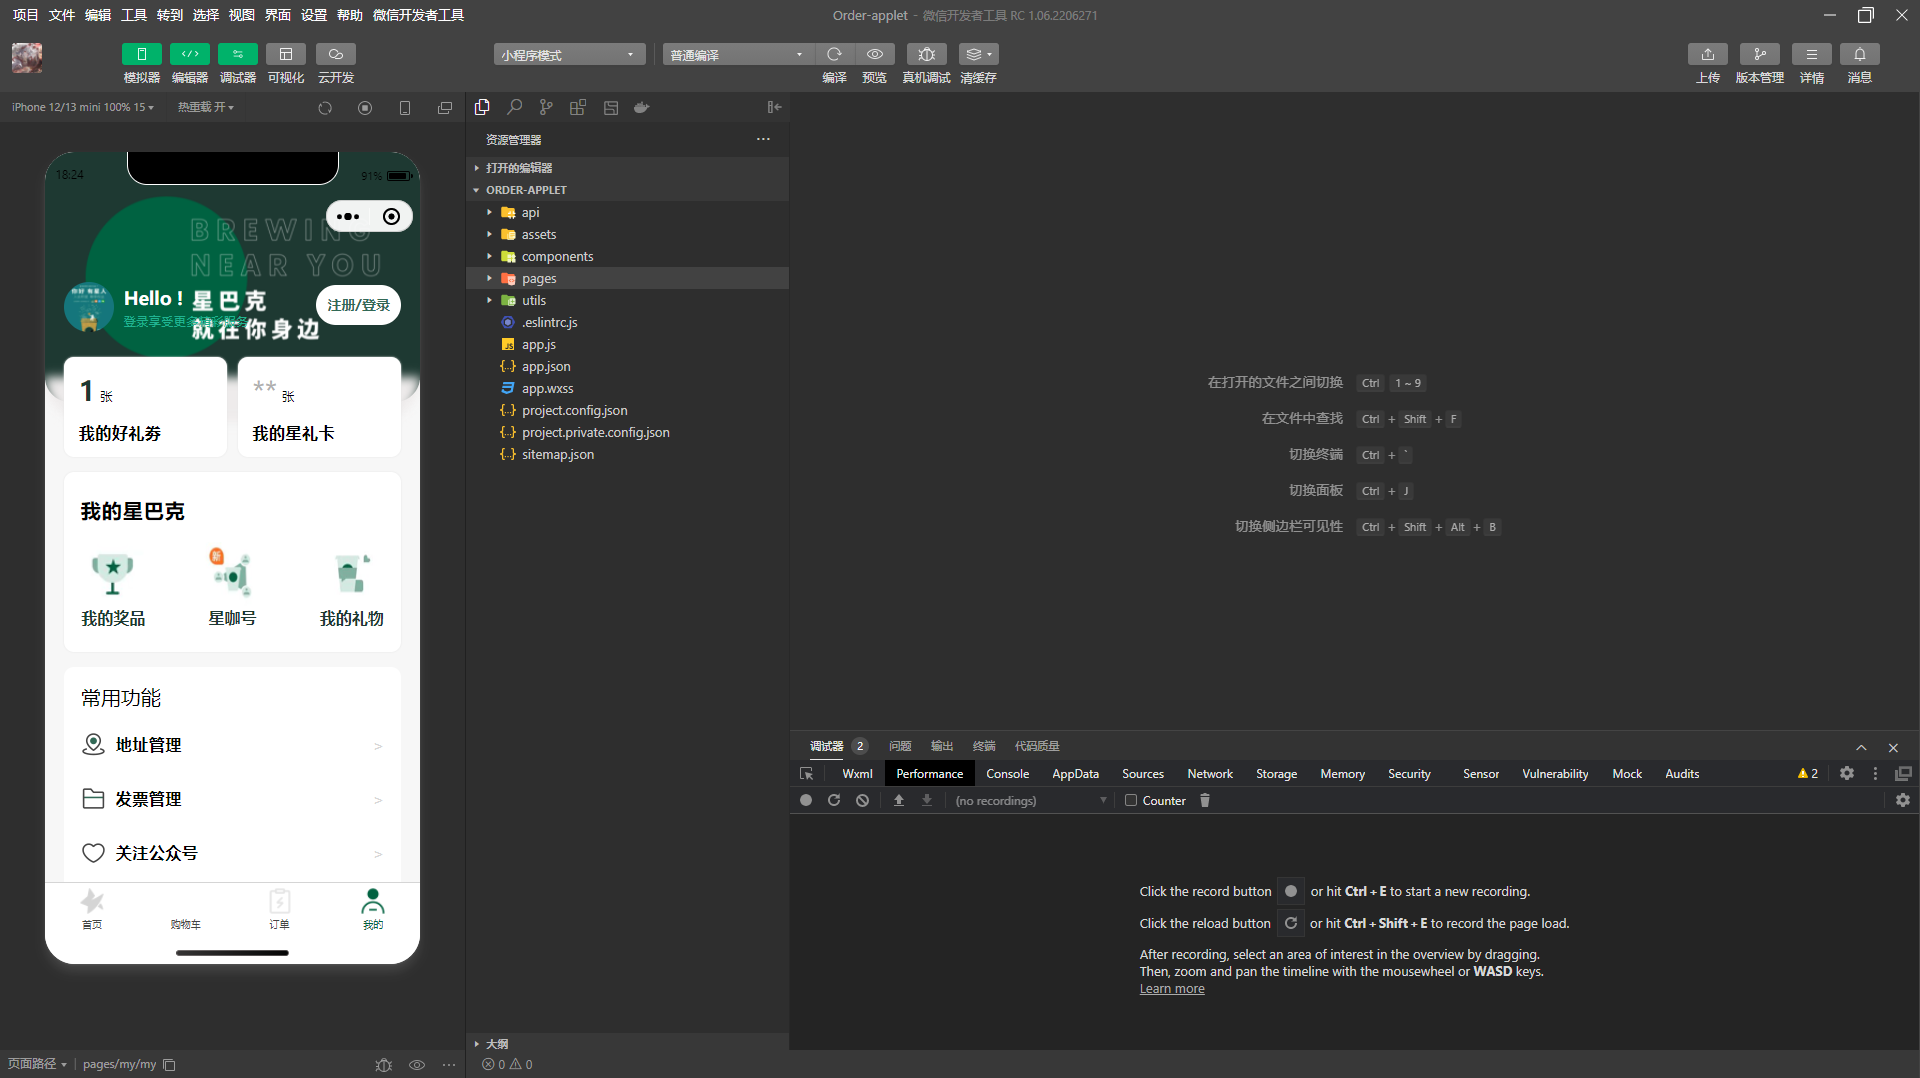 项目 文件 编辑 工具 转到 选择 视图 界面 设置 帮助 微信开发者工具
Order-applet - 微信开发者工具 RC 1.06.2206271
模拟器 编辑器 调试器 可视化 云开发
小程序模式
普通编译
编译 预览 真机调试 清缓存
上传 版本管理 详情 消息
iPhone 12/13 mini 100% 15
热重载 开
18:24
91%
BREWING
NEAR YOU
Hello ! 星巴克
登录享受更多精彩服务
就在你身边
注册/登录
1 张
我的好礼劵
** 张
我的星礼卡
我的星巴克
新
我的奖品
星咖号
我的礼物
常用功能
地址管理 >
发票管理 >
关注公众号 >
首页 购物车 订单 我的
页面路径 | pages/my/my
资源管理器
打开的编辑器
ORDER-APPLET
api
assets
components
pages
utils
.eslintrc.js
app.js
app.json
app.wxss
project.config.json
project.private.config.json
sitemap.json
大纲
0 0
在打开的文件之间切换 Ctrl 1 ~ 9
在文件中查找 Ctrl + Shift + F
切换终端 Ctrl + `
切换面板 Ctrl + J
切换侧边栏可见性 Ctrl + Shift + Alt + B
调试器 2 问题 输出 终端 代码质量
Wxml Performance Console AppData Sources Network Storage Memory Security Sensor Vulnerability Mock Audits 2
(no recordings) Counter
Click the record button or hit Ctrl + E to start a new recording.
Click the reload button or hit Ctrl + Shift + E to record the page load.
After recording, select an area of interest in the overview by dragging.
Then, zoom and pan the timeline with the mousewheel or WASD keys.
Learn more